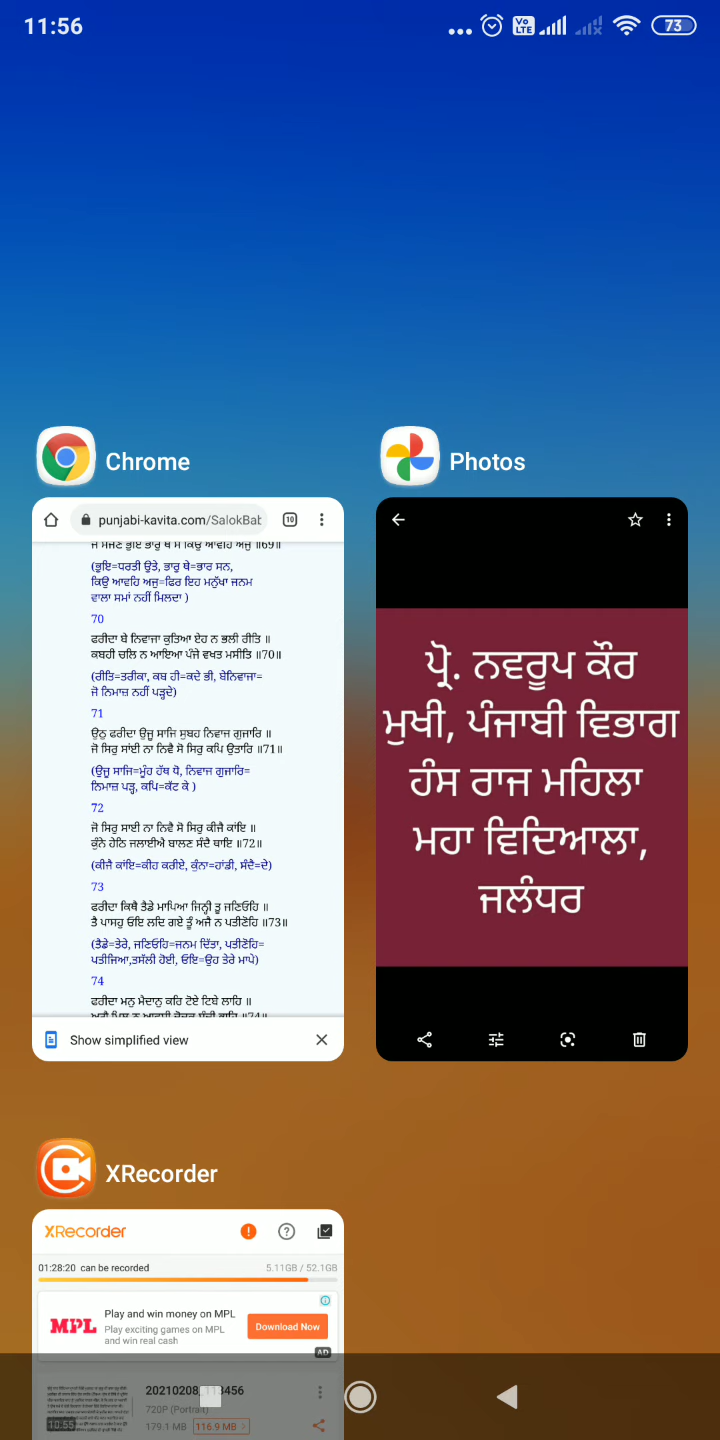 11:56
Vo LTE
73
Chrome
Photos
punjabi-kavita.com/SalokBab
10
(ਭੁਇ=ਧਰਤੀ ਉਤੇ, ਭਾਰੁ ਥੇ=ਭਾਰ ਸਨ,
ਕਿਉ ਆਵਹਿ ਅਜੁ=ਫਿਰ ਇਹ ਮਨੁੱਖਾ ਜਨਮ
ਵਾਲਾ ਸਮਾਂ ਨਹੀਂ ਮਿਲਦਾ )
70
ਫਰੀਦਾ ਬੇ ਨਿਵਾਜਾ ਕੁਤਿਆ ਏਹ ਨ ਭਲੀ ਰੀਤਿ ॥
ਕਬਹੀ ਚਲਿ ਨ ਆਇਆ ਪੰਜੇ ਵਖਤ ਮਸੀਤਿ ॥70॥
(ਰੀਤਿ=ਤਰੀਕਾ, ਕਬ ਹੀ=ਕਦੇ ਭੀ, ਬੇਨਿਵਾਜਾ=
ਜੋ ਨਿਮਾਜ਼ ਨਹੀਂ ਪੜ੍ਹਦੇ)
71
ਉਠੁ ਫਰੀਦਾ ਉਜੂ ਸਾਜਿ ਸੁਬਹ ਨਿਵਾਜ ਗੁਜਾਰਿ ॥
ਜੋ ਸਿਰੁ ਸਾਂਈ ਨਾ ਨਿਵੈ ਸੋ ਸਿਰੁ ਕਪਿ ਉਤਾਰਿ ॥71॥
(ਉਜੂ ਸਾਜਿ=ਮੂੰਹ ਹੱਥ ਧੋ, ਨਿਵਾਜ ਗੁਜਾਰਿ=
ਨਿਮਾਜ਼ ਪੜ੍ਹ, ਕਪਿ=ਕੱਟ ਕੇ )
72
ਜੋ ਸਿਰੁ ਸਾਈ ਨਾ ਨਿਵੈ ਸੋ ਸਿਰੁ ਕੀਜੈ ਕਾਂਇ ॥
ਕੁੰਨੇ ਹੇਠਿ ਜਲਾਈਐ ਬਾਲਣ ਸੰਦੈ ਥਾਇ ॥72॥
(ਕੀਜੈ ਕਾਂਇ=ਕੀਹ ਕਰੀਏ, ਕੁੰਨਾ=ਹਾਂਡੀ, ਸੰਦੈ=ਦੇ)
73
ਫਰੀਦਾ ਕਿਥੈ ਤੈਡੇ ਮਾਪਿਆ ਜਿਨ੍ਹੀ ਤੂ ਜਣਿਓਹਿ ॥
ਤੈ ਪਾਸਹੁ ਓਇ ਲਦਿ ਗਏ ਤੂੰ ਅਜੈ ਨ ਪਤੀਣੋਹਿ ॥73॥
(ਤੈਡੇ=ਤੇਰੇ, ਜਣਿਓਹਿ=ਜਨਮ ਦਿੱਤਾ, ਪਤੀਣੋਹਿ=
ਪਤੀਜਿਆ,ਤਸੱਲੀ ਹੋਈ, ਓਇ=ਉਹ ਤੇਰੇ ਮਾਪੇ)
74
ਫਰੀਦਾ ਮਨੁ ਮੈਦਾਨੁ ਕਰਿ ਟੋਏ ਟਿਬੇ ਲਾਹਿ ॥
Show simplified view
ਪ੍ਰੋ. ਨਵਰੂਪ ਕੌਰ
ਮੁਖੀ, ਪੰਜਾਬੀ ਵਿਭਾਗ
ਹੰਸ ਰਾਜ ਮਹਿਲਾ
ਮਹਾ ਵਿਦਿਆਲਾ,
ਜਲੰਧਰ
XRecorder
XRecorder
01:28:20 can be recorded
5.11GB / 52.1GB
MPL
Play and win money on MPL
Play exciting games on MPL
and win real cash
Download Now
AD
20210208_113456
720P (Portrait)
179.1 MB
116.9 MB >
10:55